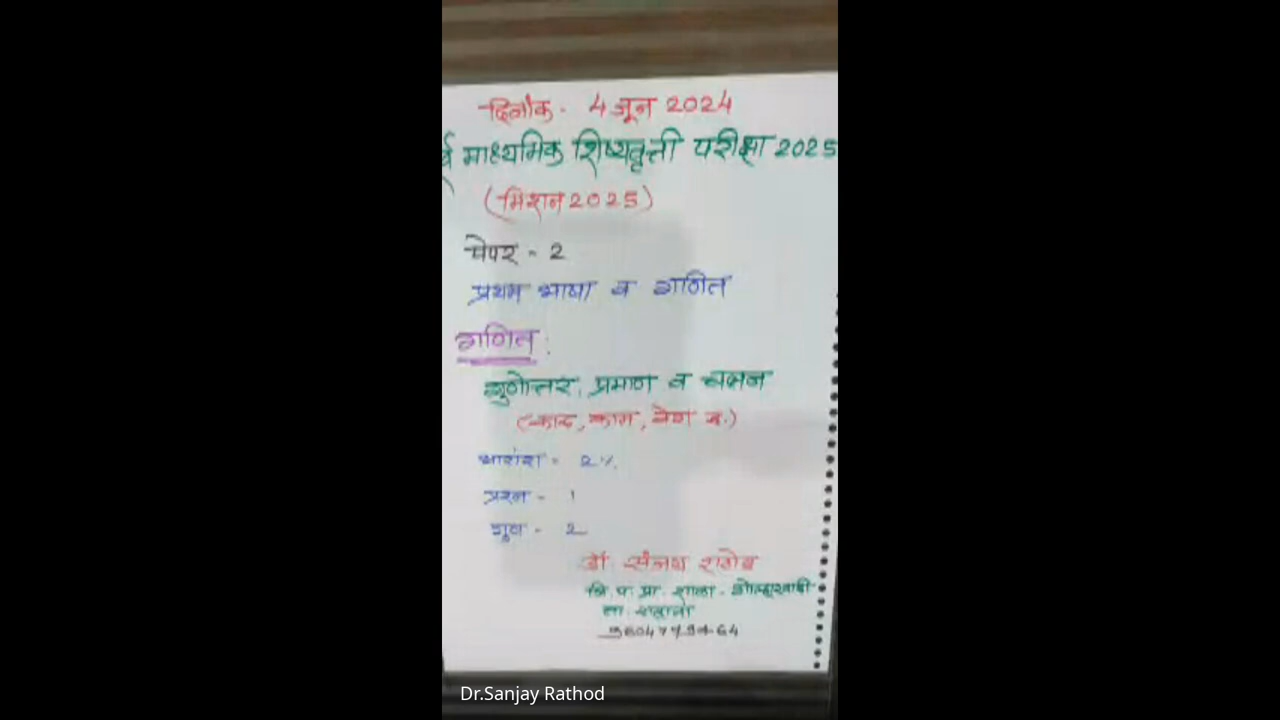 दिनांक - 4 जून 2024
र्व माध्यमिक शिष्यवृत्ती परीक्षा 2025
(मिशन 2025)
पेपर - 2
प्रथम भाषा व गणित
गणित :
गुणोत्तर, प्रमाण व चलन
(काळ, काम, वेग
भारांश - 2%
प्रश्न - 1
गुण - 2
डॉ संजय राठोड
जि. प. प्रा. शाळा -
ता.
Dr.Sanjay Rathod